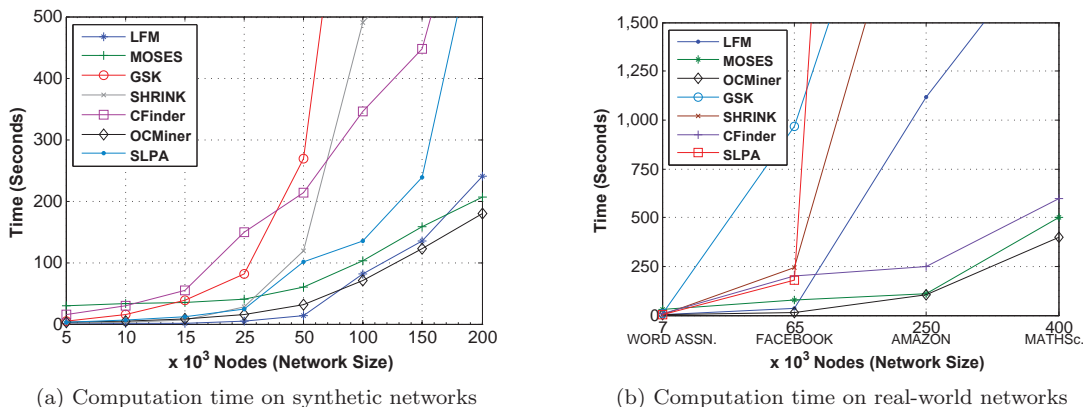 500
400
300
200
100
0
Time (Seconds)
LFM
MOSES
GSK
SHRINK
CFinder
OCMiner
SLPA
5 10 15 25 50 100 150 200
x 10³ Nodes (Network Size)
(a) Computation time on synthetic networks
1,500
1,250
1,000
750
500
250
0
Time (Seconds)
LFM
MOSES
OCMiner
GSK
SHRINK
CFinder
SLPA
7 65 250 400
WORD ASSN. FACEBOOK AMAZON MATHSc.
x 10³ Nodes (Network Size)
(b) Computation time on real-world networks